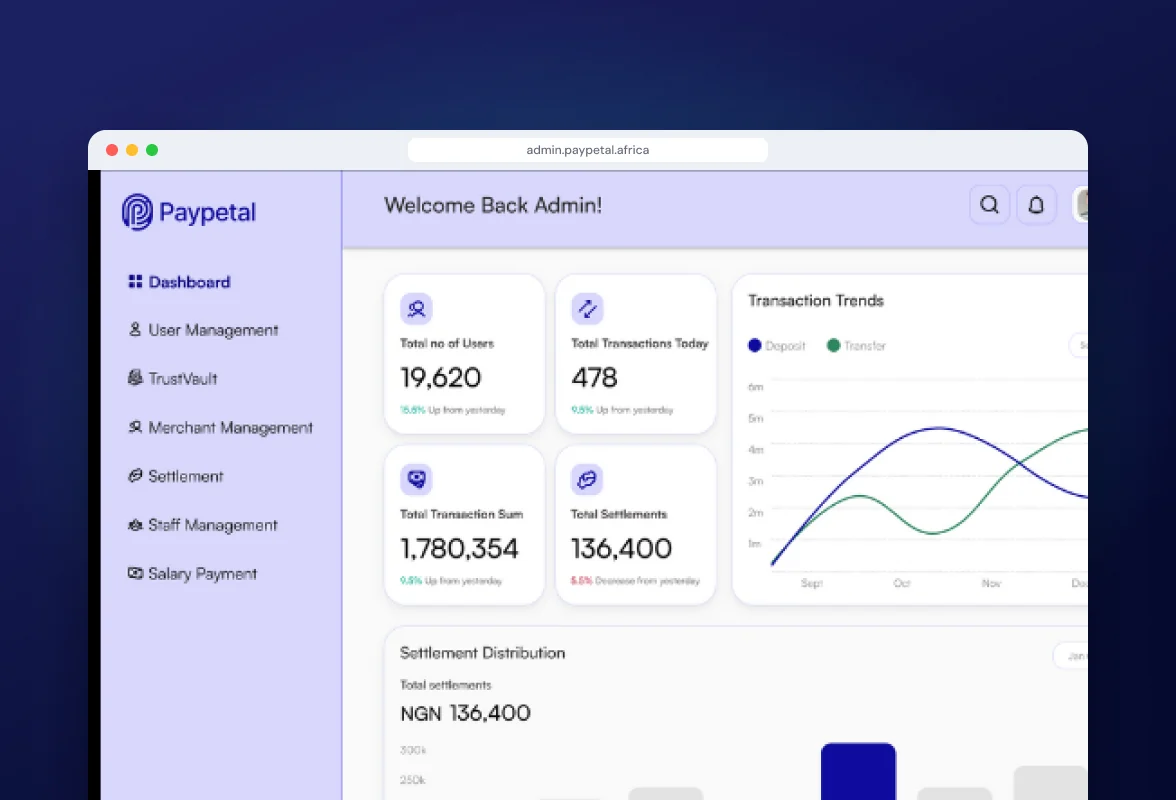 admin.paypetal.africa
Paypetal
Welcome Back Admin!
Dashboard
User Management
TrustVault
Merchant Management
Settlement
Staff Management
Salary Payment
Total no of Users
19,620
15.5% Up from yesterday
Total Transactions Today
478
9.5% Up from yesterday
Total Transaction Sum
1,780,354
9.5% Up from yesterday
Total Settlements
136,400
5.5% Decrease from yesterday
Transaction Trends
Deposit
Transfer
6m
5m
4m
3m
2m
1m
Sept
Oct
Nov
Settlement Distribution
Total settlements
NGN 136,400
Jan
300k
250k